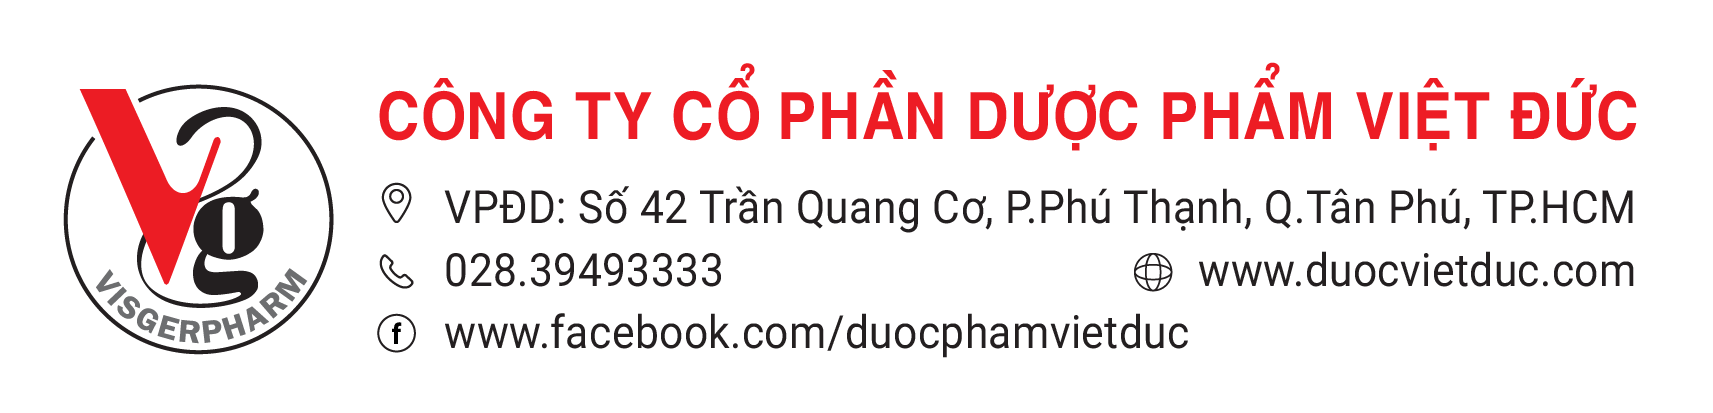 Vg
VISGERPHARM
CÔNG TY CỔ PHẦN DƯỢC PHẨM VIỆT ĐỨC
VPĐD: Số 42 Trần Quang Cơ, P.Phú Thạnh, Q.Tân Phú, TP.HCM
028.39493333
www.duocvietduc.com
www.facebook.com/duocphamvietduc